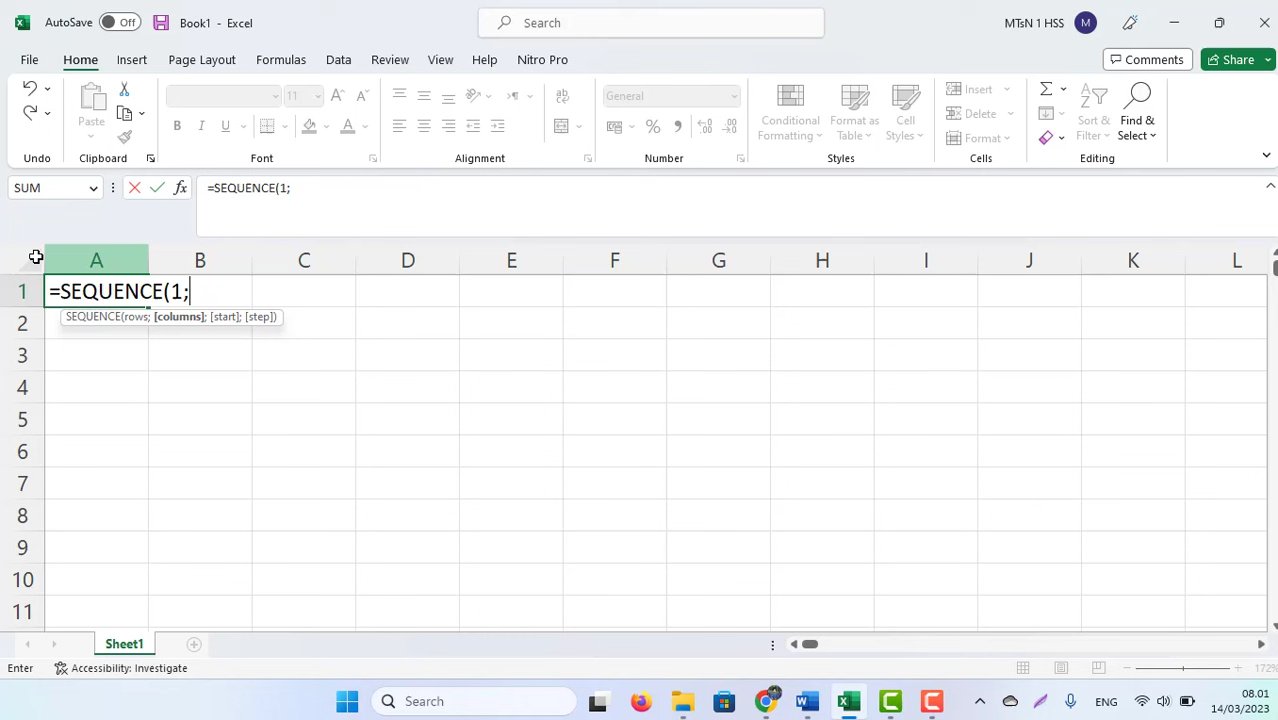 AutoSave Off Book1 - Excel Search MTsN 1 HSS M
File Home Insert Page Layout Formulas Data Review View Help Nitro Pro Comments Share
Undo
Paste
Clipboard
11
Font
Alignment
General
Number
Conditional Formatting
Format as Table
Cell Styles
Styles
Insert
Delete
Format
Cells
Sort & Filter
Find & Select
Editing
SUM fx =SEQUENCE(1;
A B C D E F G H I J K L
1 =SEQUENCE(1;
SEQUENCE(rows; [columns]; [start]; [step])
2
3
4
5
6
7
8
9
10
11
Sheet1
Enter Accessibility: Investigate 172%
Search ENG 08.01
14/03/2023